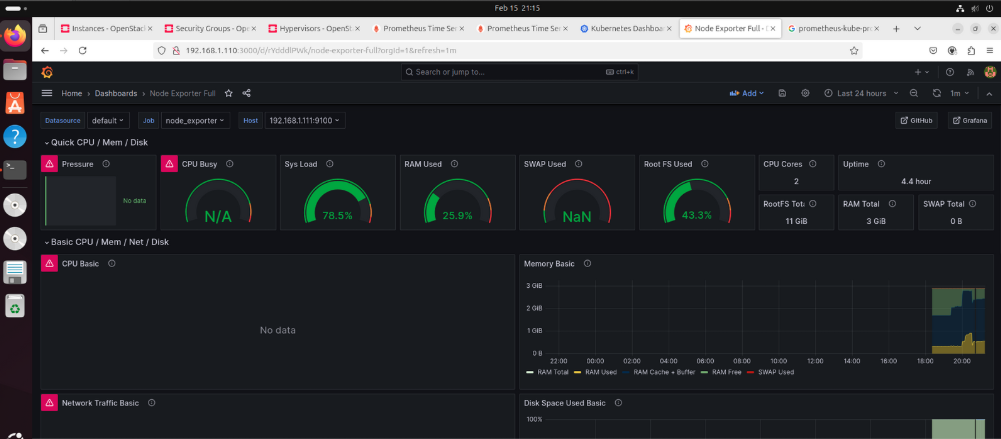 Feb 15 21:15
Instances - OpenStac
Security Groups - Op
Hypervisors - OpenSt
Prometheus Time Ser
Prometheus Time Ser
Kubernetes Dashboa
Node Exporter Full -
prometheus-kube-pr
192.168.1.110:3000/d/rYdddlPWk/node-exporter-full?orgId=1&refresh=1m
Search or jump to...
ctrl+k
Home › Dashboards › Node Exporter Full
Add
Last 24 hours
1m
Datasource default
Job node_exporter
Host 192.168.1.111:9100
GitHub
Grafana
Quick CPU / Mem / Disk
Pressure
CPU Busy
Sys Load
RAM Used
SWAP Used
Root FS Used
CPU Cores
Uptime
2
4.4 hour
No data
N/A
78.5%
25.9%
NaN
43.3%
RootFS Tot
RAM Total
SWAP Total
11 GiB
3 GiB
0 B
Basic CPU / Mem / Net / Disk
CPU Basic
No data
Memory Basic
3 GiB
2 GiB
1 GiB
0 B
22:00 00:00 02:00 04:00 06:00 08:00 10:00 12:00 14:00 16:00 18:00 20:00
RAM Total RAM Used RAM Cache + Buffer RAM Free SWAP Used
Network Traffic Basic
Disk Space Used Basic
100%